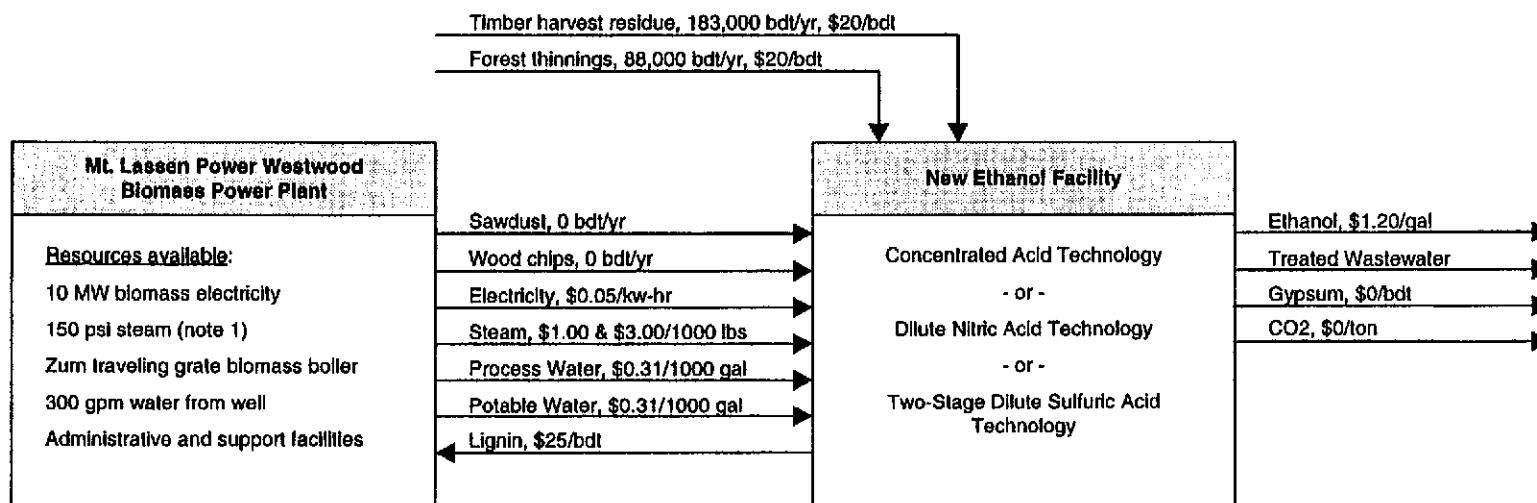 Timber harvest residue, 183,000 bdt/yr, $20/bdt
Forest thinnings, 88,000 bdt/yr, $20/bdt
Mt. Lassen Power Westwood
Biomass Power Plant
Resources available:
10 MW biomass electricity
150 psi steam (note 1)
Zurn traveling grate biomass boiler
300 gpm water from well
Administrative and support facilities
Sawdust, 0 bdt/yr
Wood chips, 0 bdt/yr
Electricity, $0.05/kw-hr
Steam, $1.00 & $3.00/1000 lbs
Process Water, $0.31/1000 gal
Potable Water, $0.31/1000 gal
Lignin, $25/bdt
New Ethanol Facility
Concentrated Acid Technology
- or -
Dilute Nitric Acid Technology
- or -
Two-Stage Dilute Sulfuric Acid
Technology
Ethanol, $1.20/gal
Treated Wastewater
Gypsum, $0/bdt
CO2, $0/ton